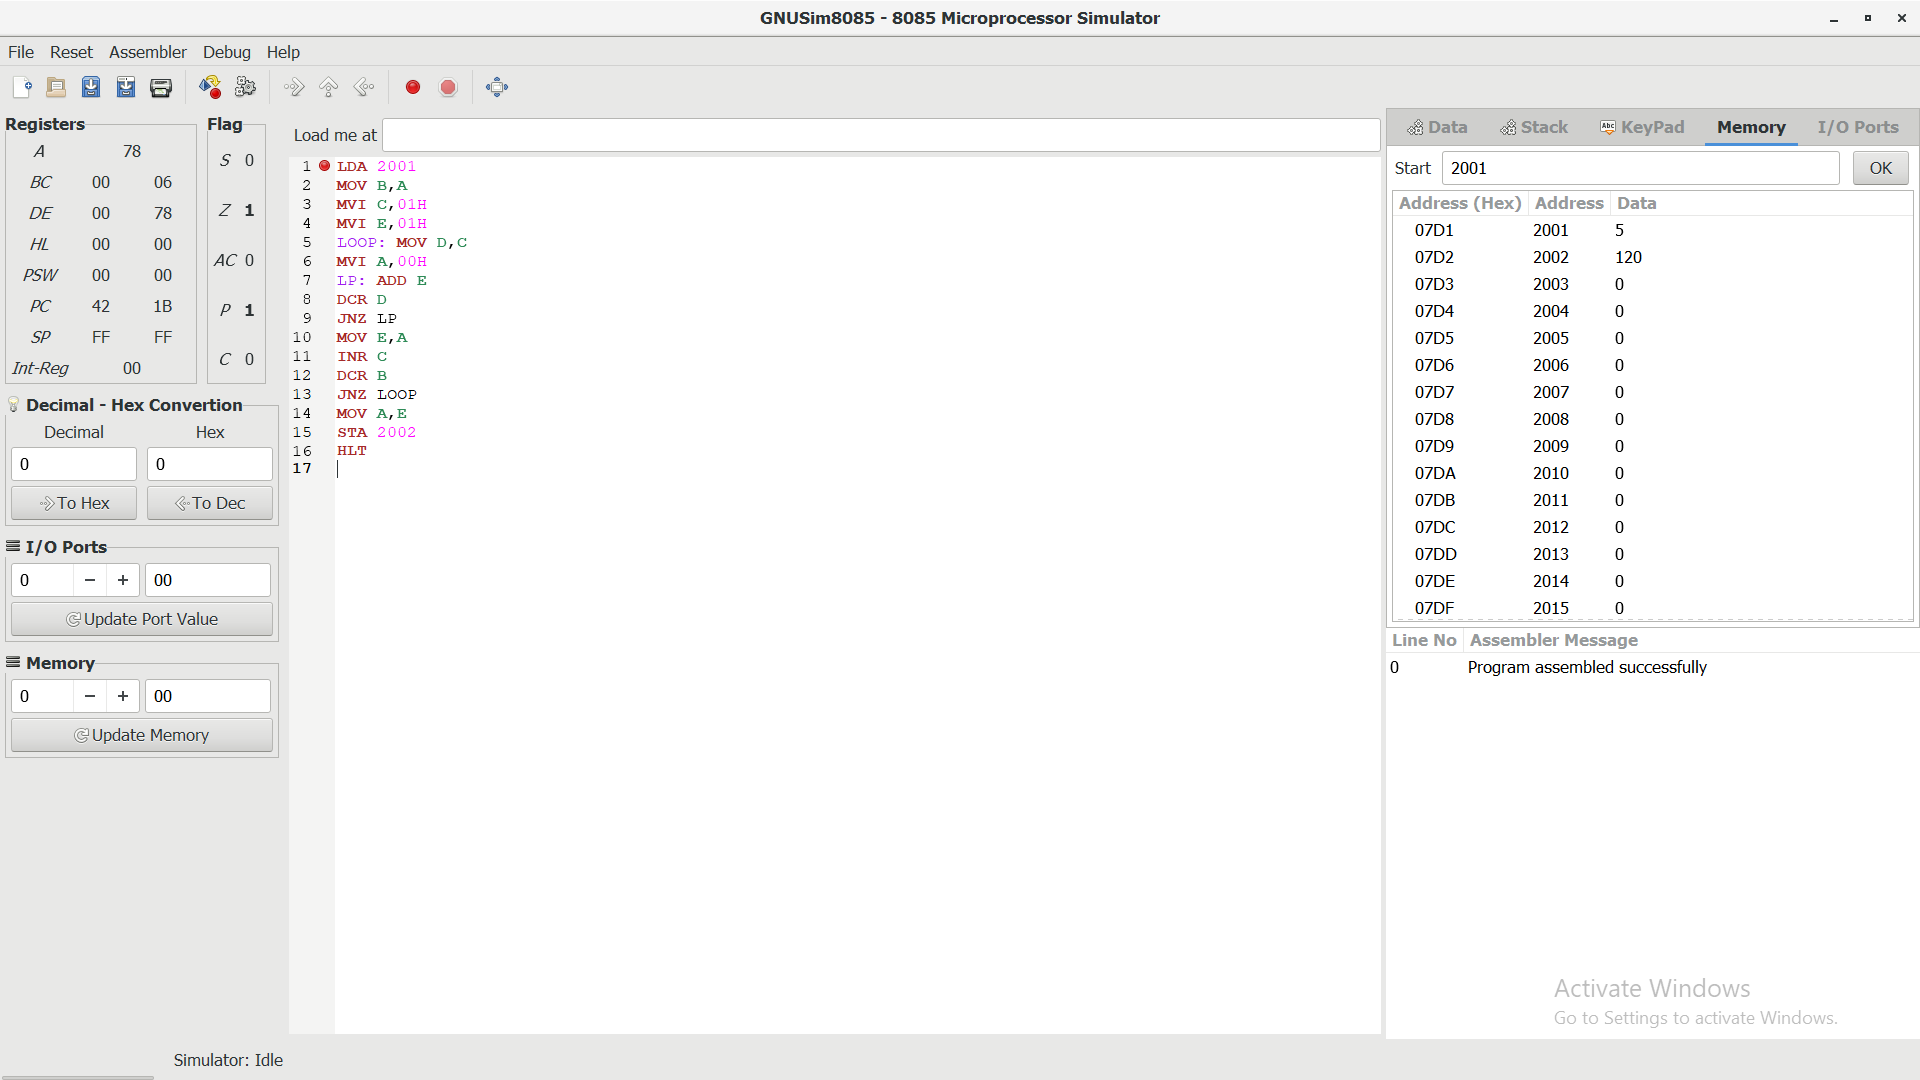 GNUSim8085 - 8085 Microprocessor Simulator
File Reset Assembler Debug Help
Registers
A 78
BC 00 06
DE 00 78
HL 00 00
PSW 00 00
PC 42 1B
SP FF FF
Int-Reg 00
Flag
S 0
Z 1
AC 0
P 1
C 0
Decimal - Hex Convertion
Decimal Hex
0 0
To Hex To Dec
I/O Ports
0 − + 00
Update Port Value
Memory
0 − + 00
Update Memory
Load me at
1 LDA 2001
2 MOV B,A
3 MVI C,01H
4 MVI E,01H
5 LOOP: MOV D,C
6 MVI A,00H
7 LP: ADD E
8 DCR D
9 JNZ LP
10 MOV E,A
11 INR C
12 DCR B
13 JNZ LOOP
14 MOV A,E
15 STA 2002
16 HLT
17
Data Stack Abc KeyPad Memory I/O Ports
Start 2001 OK
Address (Hex) Address Data
07D1 2001 5
07D2 2002 120
07D3 2003 0
07D4 2004 0
07D5 2005 0
07D6 2006 0
07D7 2007 0
07D8 2008 0
07D9 2009 0
07DA 2010 0
07DB 2011 0
07DC 2012 0
07DD 2013 0
07DE 2014 0
07DF 2015 0
Line No Assembler Message
0 Program assembled successfully
Activate Windows
Go to Settings to activate Windows.
Simulator: Idle